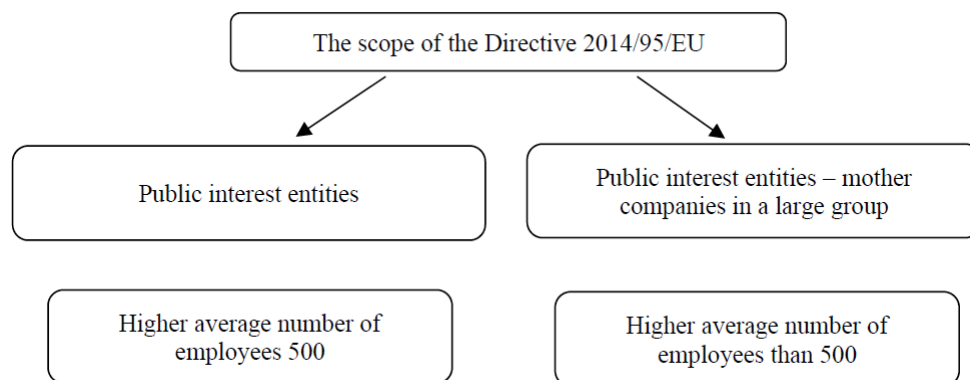 The scope of the Directive 2014/95/EU
Public interest entities
Public interest entities – mother
companies in a large group
Higher average number of
employees 500
Higher average number of
employees than 500